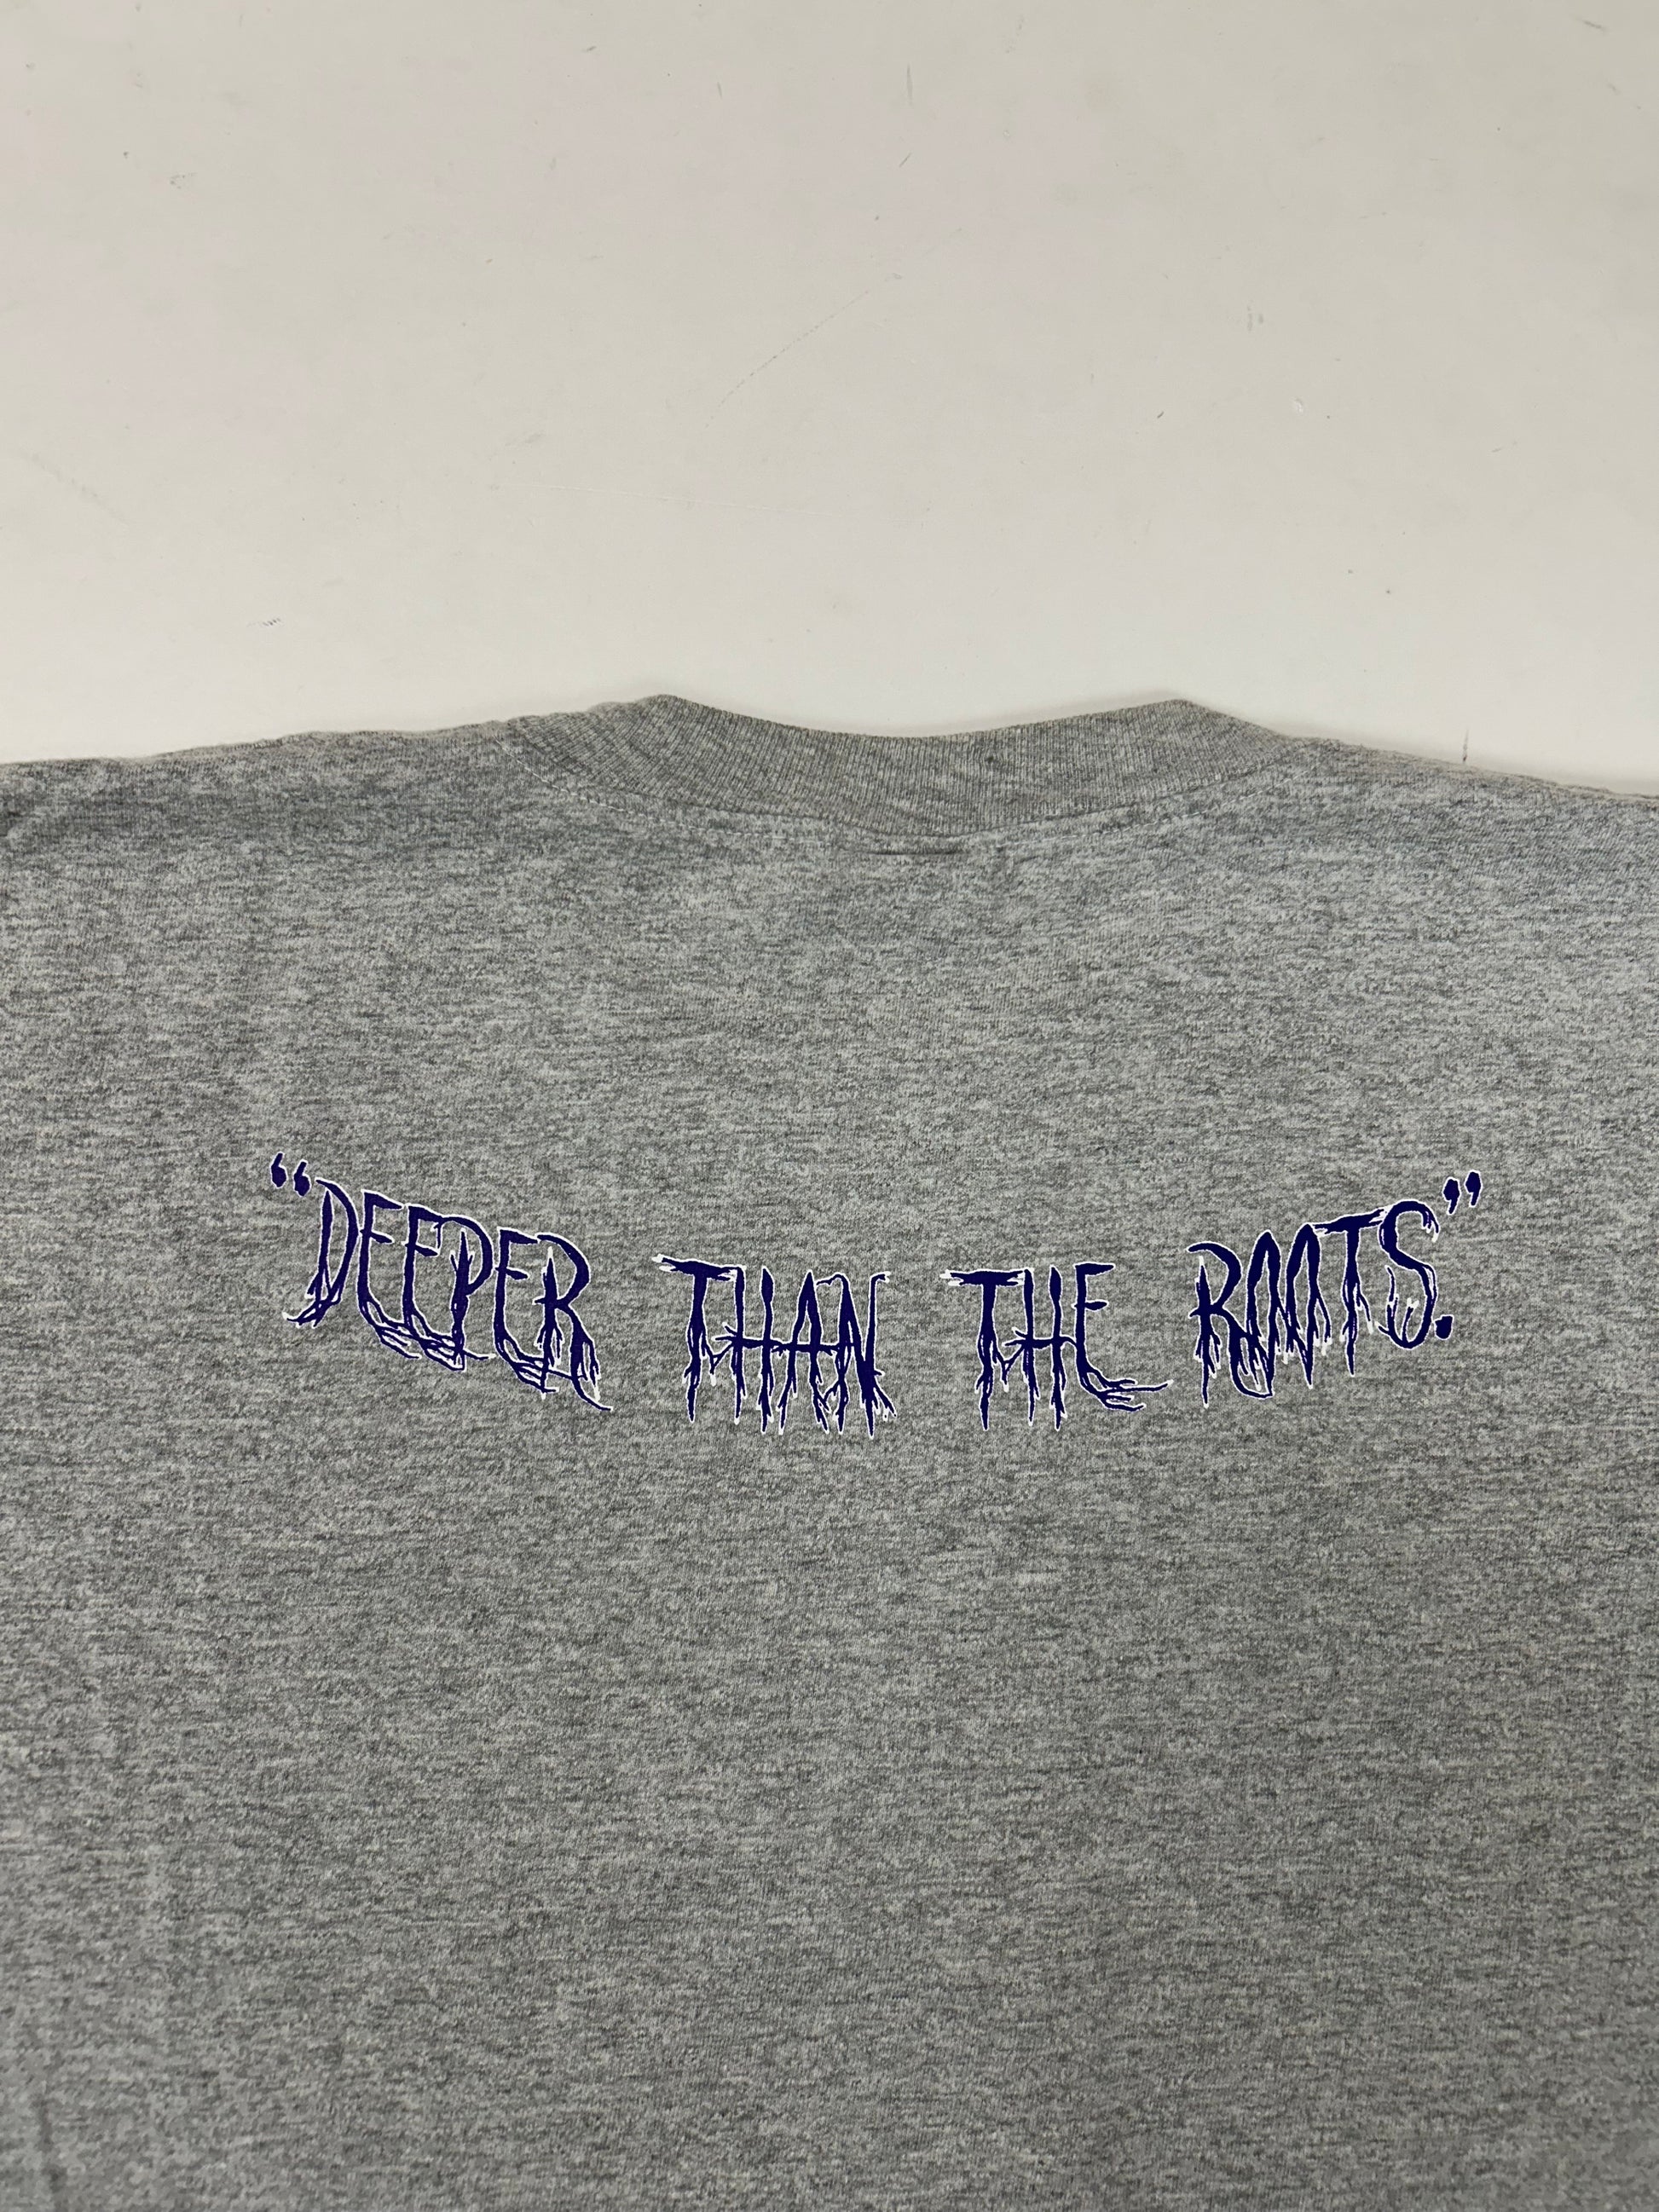 “DEEPER THAN THE ROOTS.”